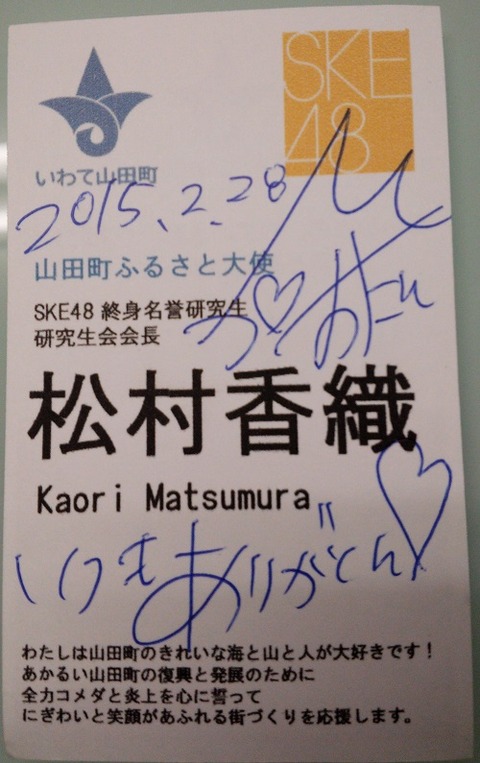 SKE
48
いわて山田町
2015.2.28
山田町ふるさと大使
SKE48 終身名誉研究生
研究生会会長
松村香織
Kaori Matsumura
いつもありがとん♡
わたしは山田町のきれいな海と山と人が大好きです！
あかるい山田町の復興と発展のために
全力コメダと炎上を心に誓って
にぎわいと笑顔があふれる街づくりを応援します。